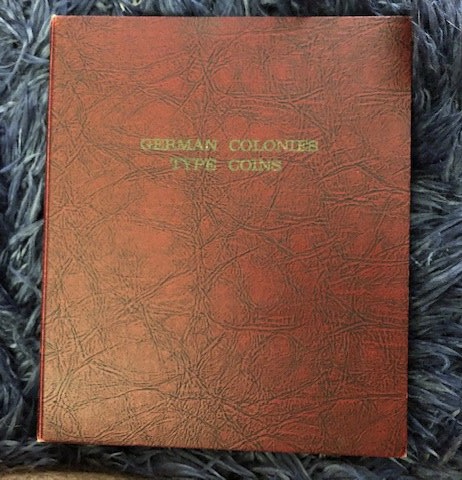 GERMAN COLONIES
TYPE COINS